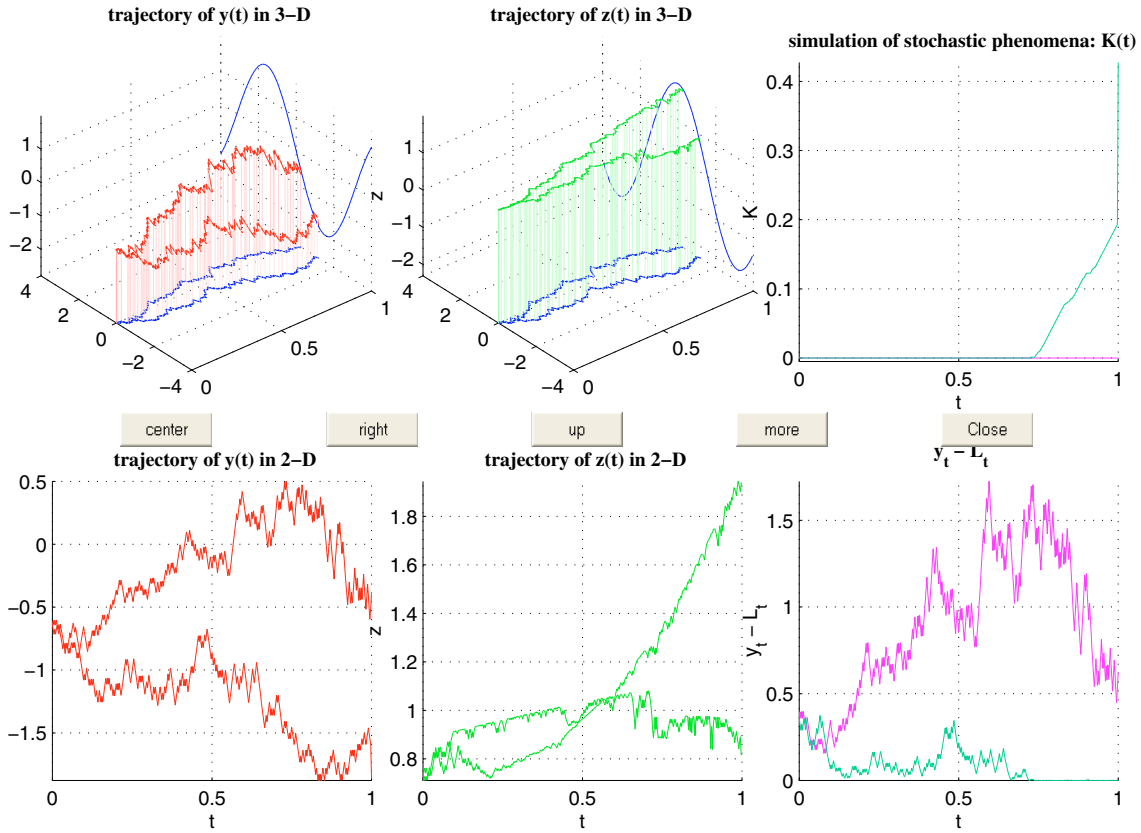 trajectory of y(t) in 3−D
1
0
−1
−2
4
2
0
−2
−4
0
0.5
1
trajectory of z(t) in 3−D
z
1
0
−1
−2
4
2
0
−2
−4
0
0.5
1
simulation of stochastic phenomena: K(t)
K
0.4
0.3
0.2
0.1
0
0
0.5
1
t
center
right
up
more
Close
trajectory of y(t) in 2−D
0.5
0
−0.5
−1
−1.5
0
0.5
1
t
trajectory of z(t) in 2−D
z
1.8
1.6
1.4
1.2
1
0.8
0
0.5
1
t
y_t − L_t
y_t − L_t
1.5
1
0.5
0
0
0.5
1
t